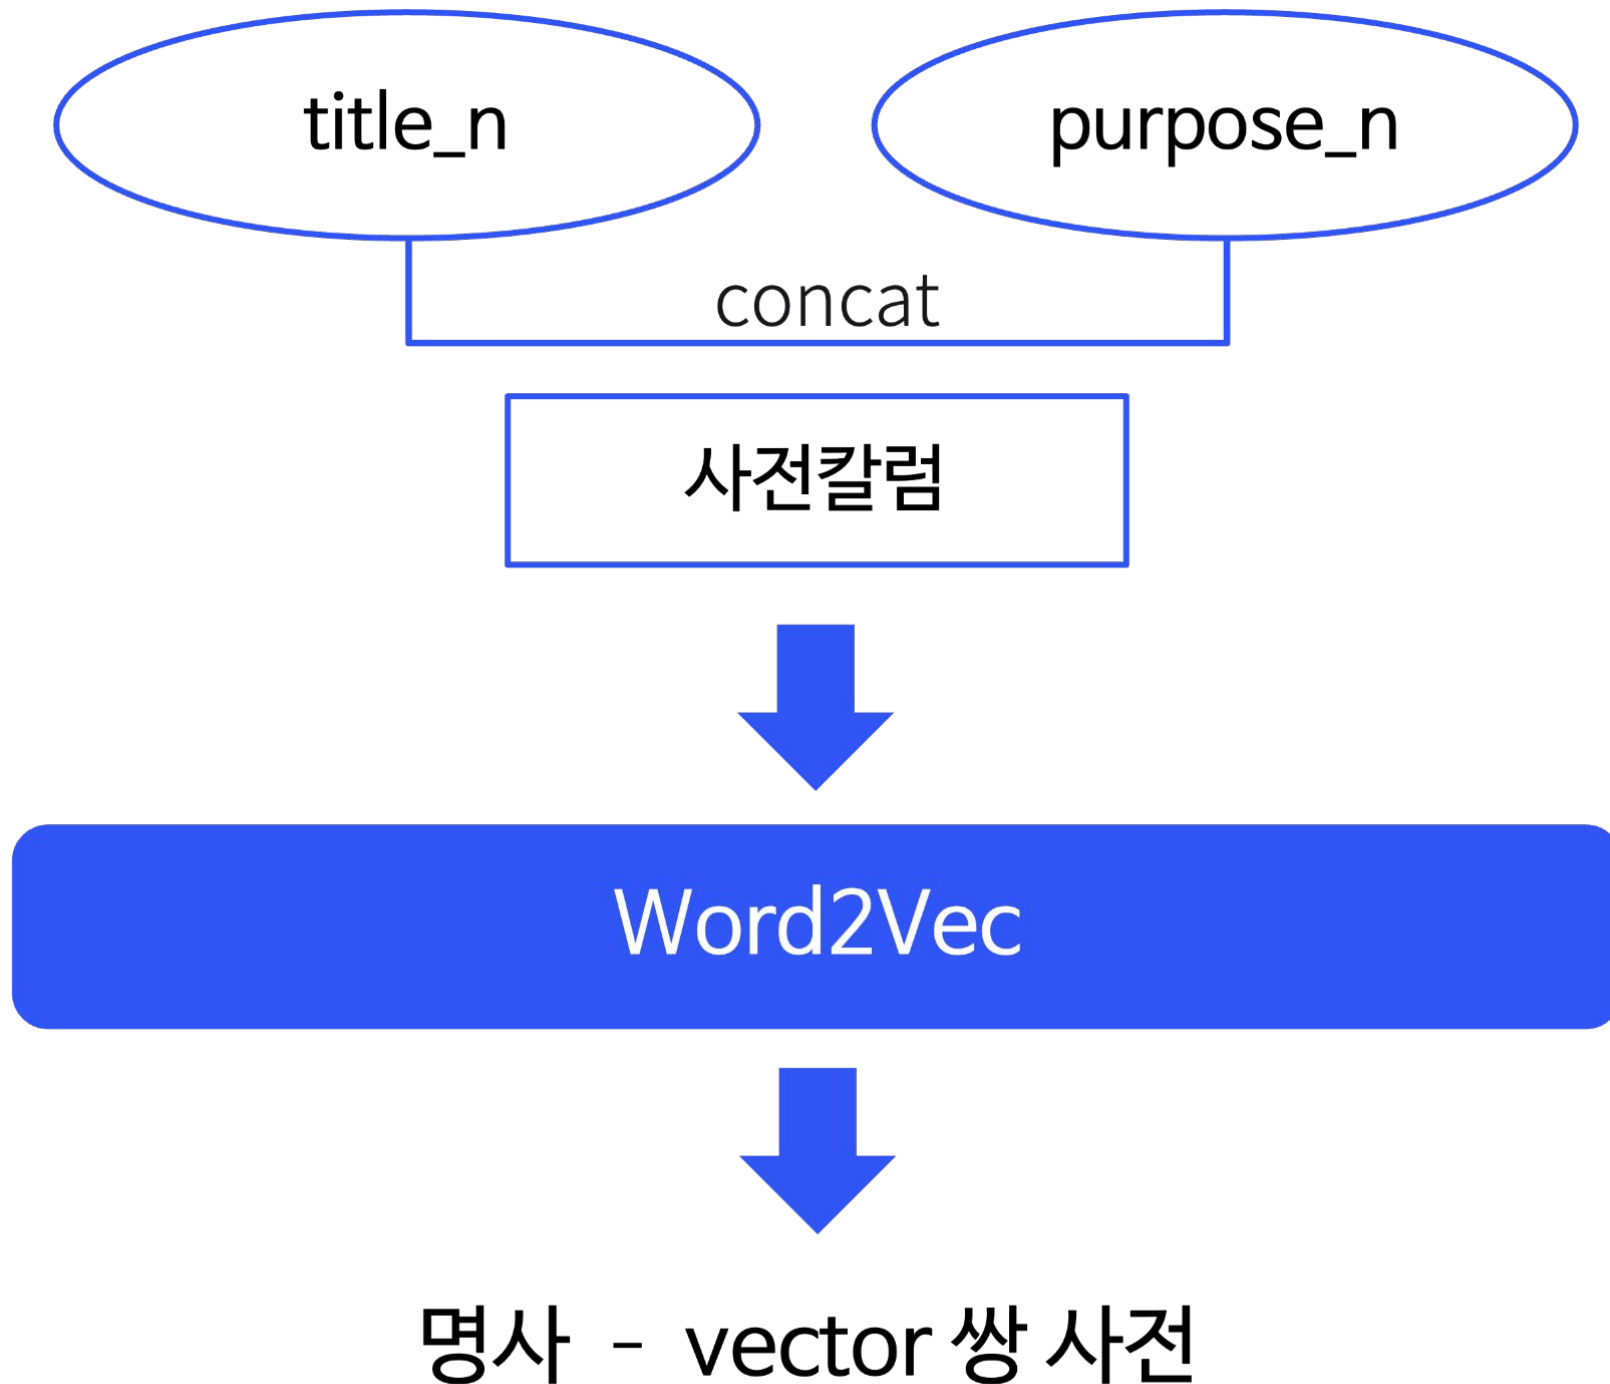 title_n
purpose_n
concat
사전칼럼
Word2Vec
명사 - vector 쌍 사전